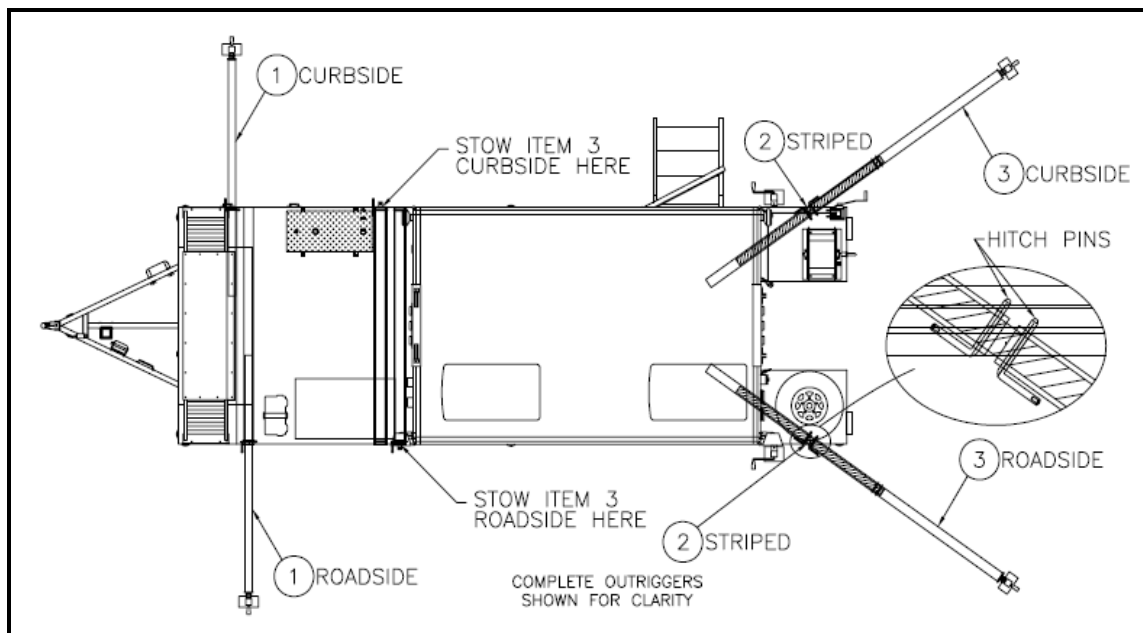 1 CURBSIDE
STOW ITEM 3
CURBSIDE HERE
2 STRIPED
3 CURBSIDE
HITCH PINS
3 ROADSIDE
STOW ITEM 3
ROADSIDE HERE
2 STRIPED
1 ROADSIDE
COMPLETE OUTRIGGERS
SHOWN FOR CLARITY